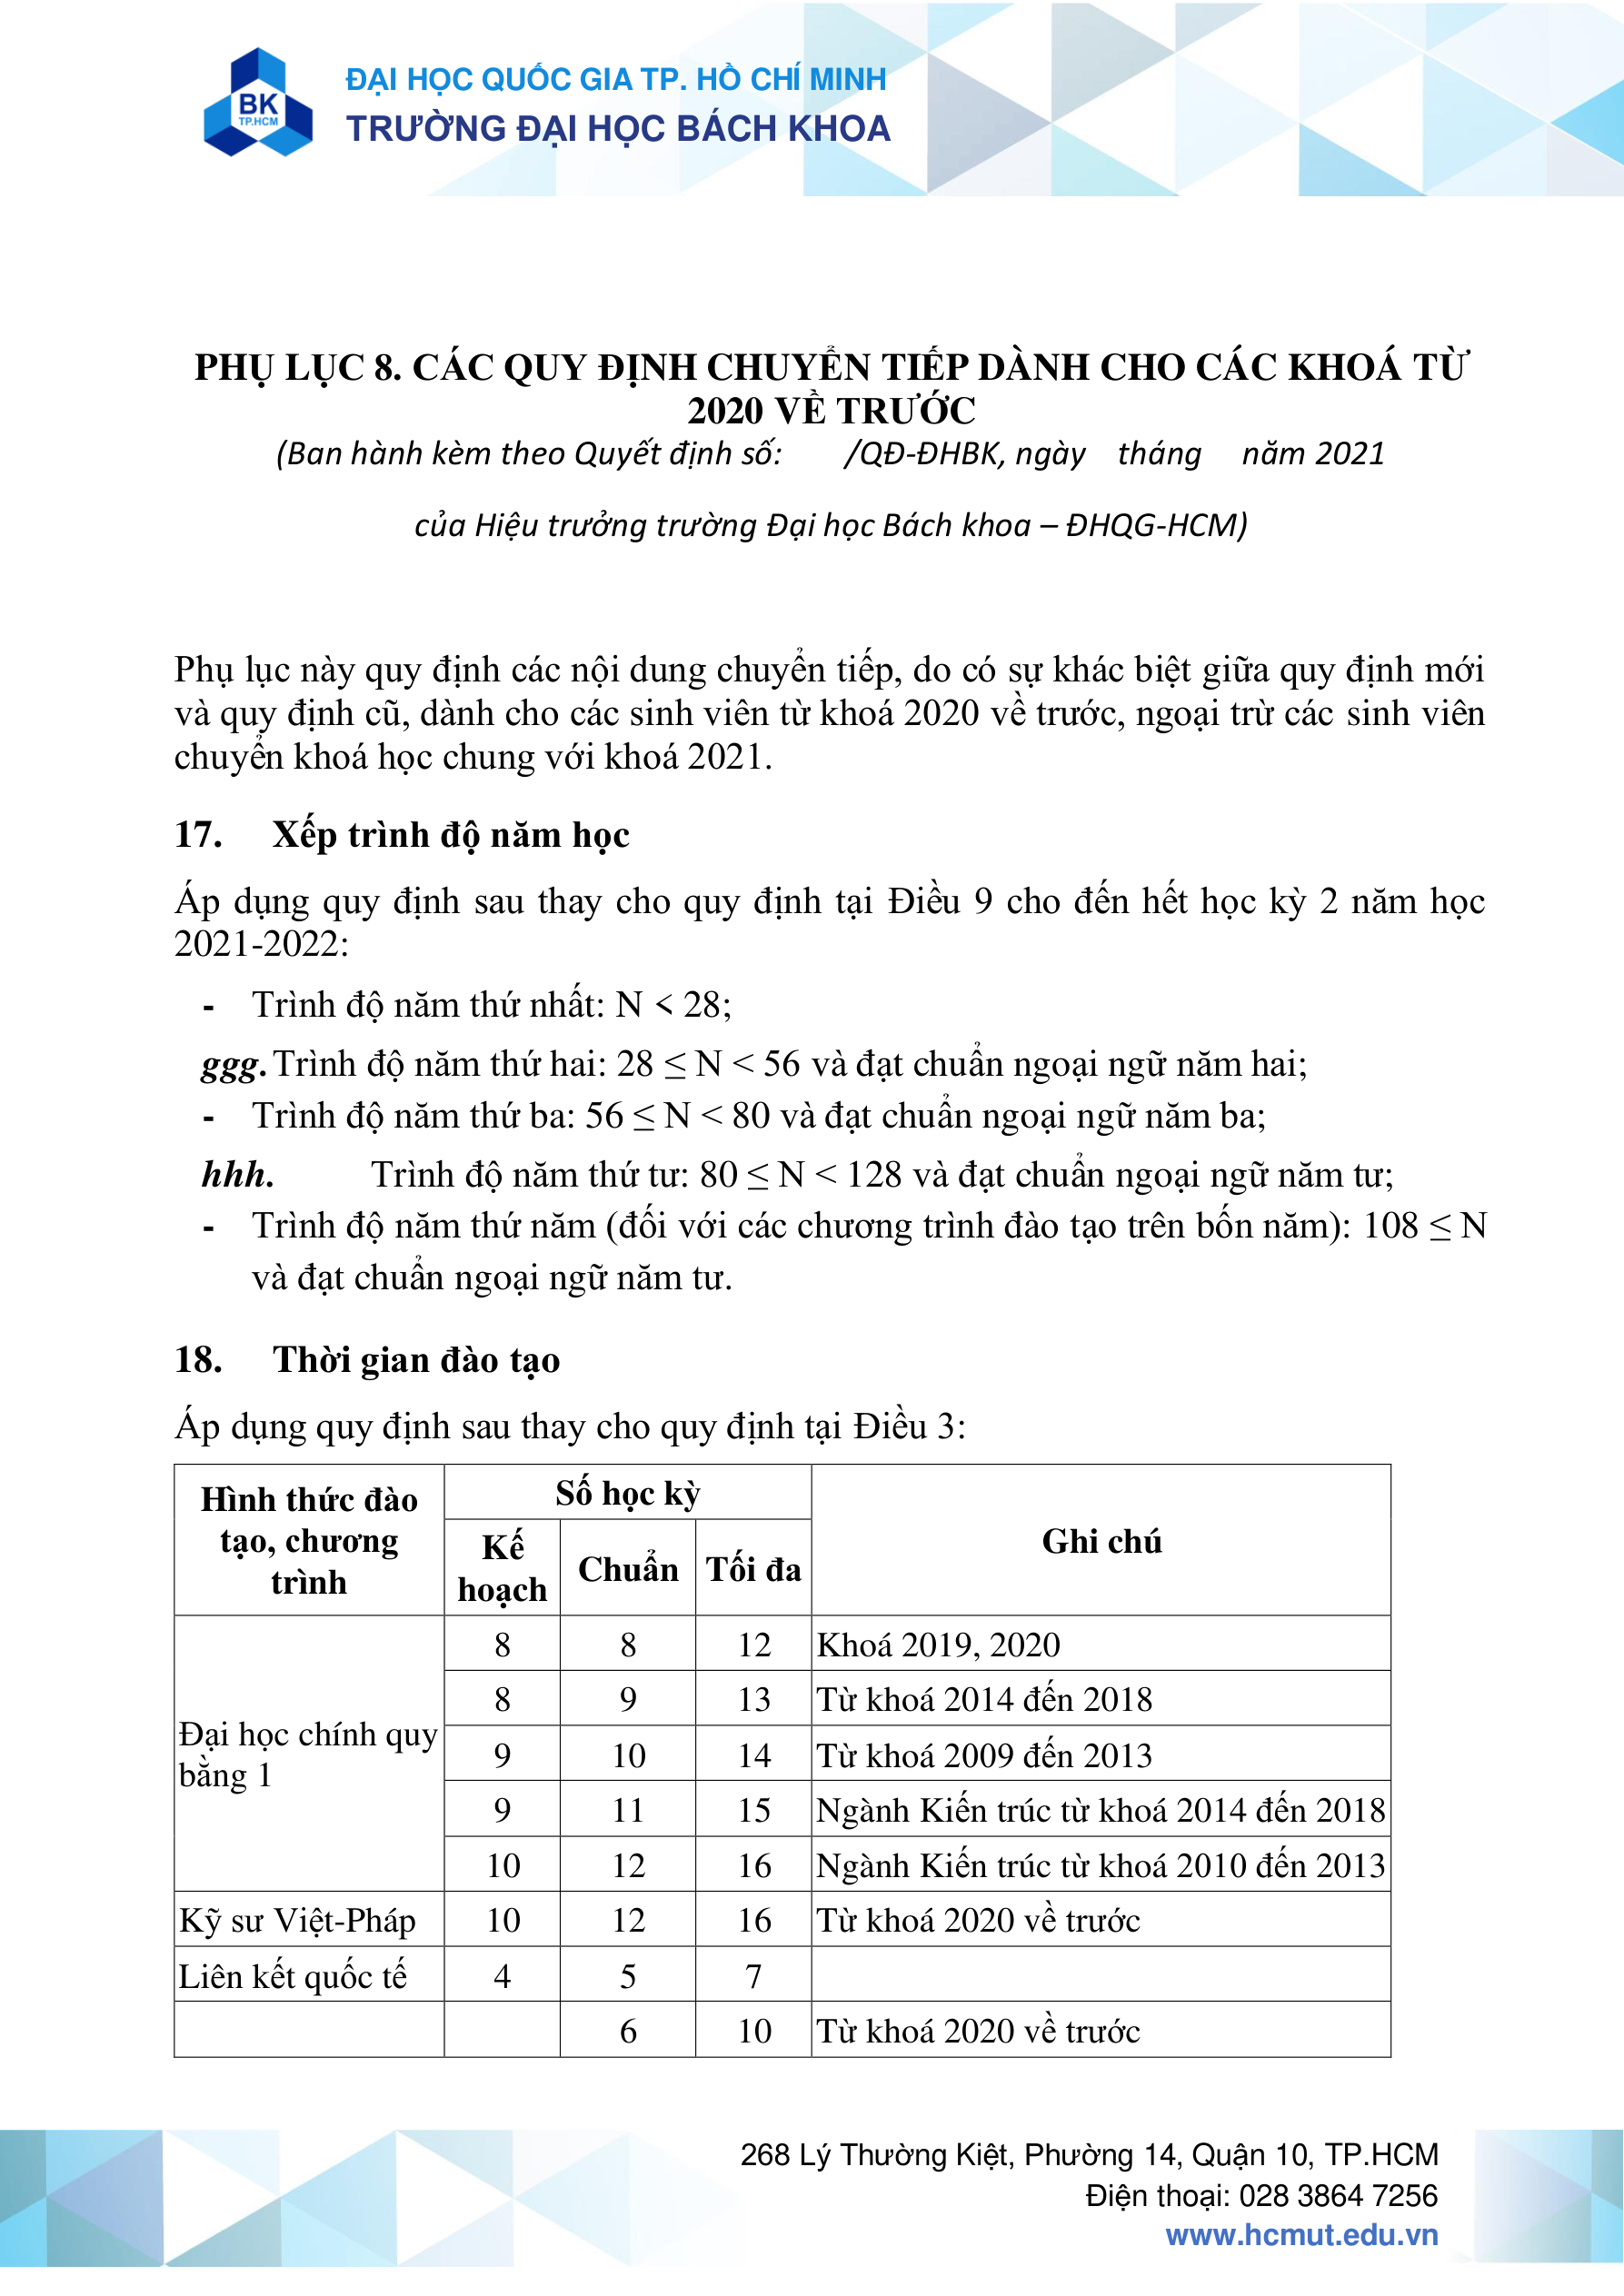 BK
TP.HCM
ĐẠI HỌC QUỐC GIA TP. HỒ CHÍ MINH
TRƯỜNG ĐẠI HỌC BÁCH KHOA
PHỤ LỤC 8. CÁC QUY ĐỊNH CHUYỂN TIẾP DÀNH CHO CÁC KHOÁ TỪ
2020 VỀ TRƯỚC
(Ban hành kèm theo Quyết định số: /QĐ-ĐHBK, ngày tháng năm 2021
của Hiệu trưởng trường Đại học Bách khoa – ĐHQG-HCM)
Phụ lục này quy định các nội dung chuyển tiếp, do có sự khác biệt giữa quy định mới
và quy định cũ, dành cho các sinh viên từ khoá 2020 về trước, ngoại trừ các sinh viên
chuyển khoá học chung với khoá 2021.
17. Xếp trình độ năm học
Áp dụng quy định sau thay cho quy định tại Điều 9 cho đến hết học kỳ 2 năm học
2021-2022:
- Trình độ năm thứ nhất: N < 28;
ggg. Trình độ năm thứ hai: 28 ≤ N < 56 và đạt chuẩn ngoại ngữ năm hai;
- Trình độ năm thứ ba: 56 ≤ N < 80 và đạt chuẩn ngoại ngữ năm ba;
hhh. Trình độ năm thứ tư: 80 ≤ N < 128 và đạt chuẩn ngoại ngữ năm tư;
- Trình độ năm thứ năm (đối với các chương trình đào tạo trên bốn năm): 108 ≤ N
và đạt chuẩn ngoại ngữ năm tư.
18. Thời gian đào tạo
Áp dụng quy định sau thay cho quy định tại Điều 3:
Hình thức đào
tạo, chương
trình
Số học kỳ
Kế
hoạch
Chuẩn
Tối đa
Ghi chú
Đại học chính quy
bằng 1
8 8 12 Khoá 2019, 2020
8 9 13 Từ khoá 2014 đến 2018
9 10 14 Từ khoá 2009 đến 2013
9 11 15 Ngành Kiến trúc từ khoá 2014 đến 2018
10 12 16 Ngành Kiến trúc từ khoá 2010 đến 2013
Kỹ sư Việt-Pháp 10 12 16 Từ khoá 2020 về trước
Liên kết quốc tế 4 5 7
6 10 Từ khoá 2020 về trước
268 Lý Thường Kiệt, Phường 14, Quận 10, TP.HCM
Điện thoại: 028 3864 7256
www.hcmut.edu.vn